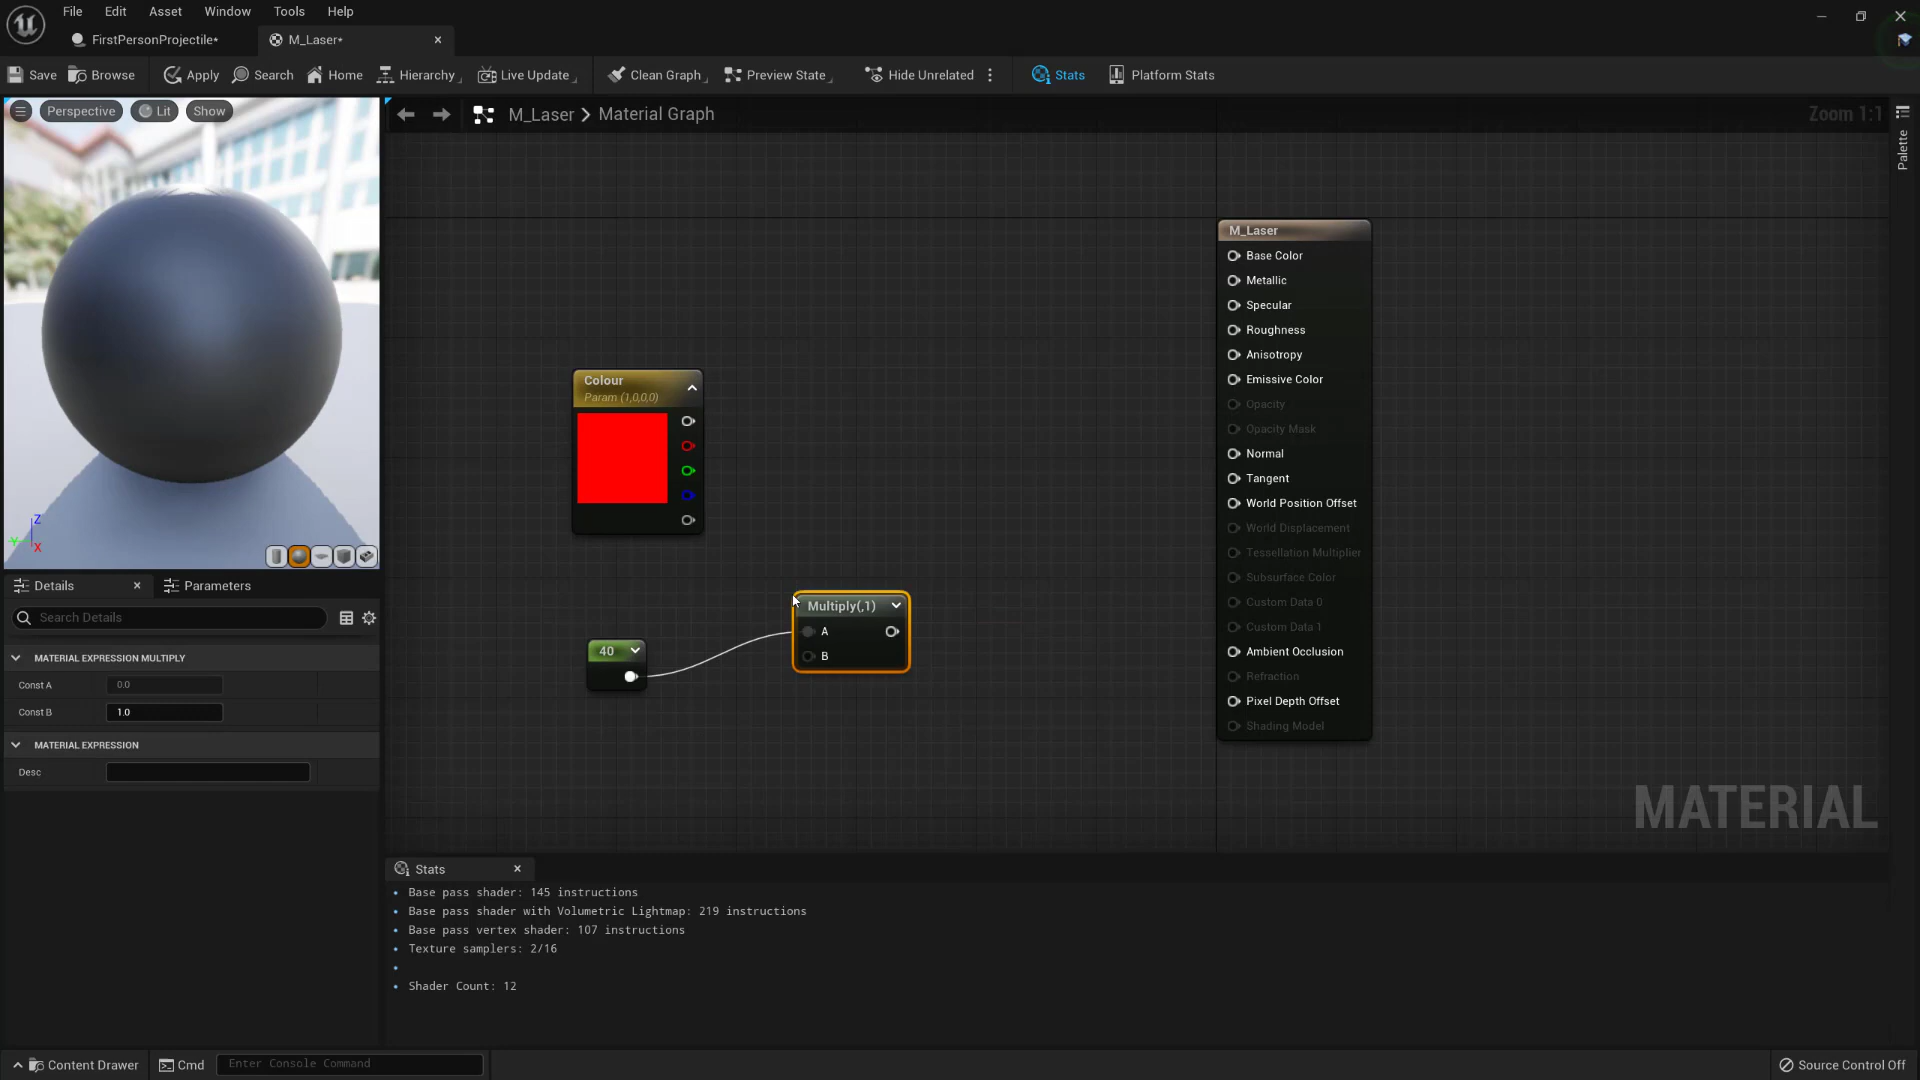 File Edit Asset Window Tools Help
FirstPersonProjectile* M_Laser*
Save Browse Apply Search Home Hierarchy Live Update Clean Graph Preview State Hide Unrelated Stats Platform Stats
Perspective Lit Show
M_Laser Material Graph
Zoom 1:1
Palette
M_Laser
Base Color
Metallic
Specular
Roughness
Anisotropy
Emissive Color
Opacity
Opacity Mask
Normal
Tangent
World Position Offset
World Displacement
Tessellation Multiplier
Subsurface Color
Custom Data 0
Custom Data 1
Ambient Occlusion
Refraction
Pixel Depth Offset
Shading Model
Colour
Param (1,0,0,0)
Multiply(,1)
A
B
40
MATERIAL
Z
Y
X
Details Parameters
Search Details
MATERIAL EXPRESSION MULTIPLY
Const A 0.0
Const B 1.0
MATERIAL EXPRESSION
Desc
Stats
Base pass shader: 145 instructions
Base pass shader with Volumetric Lightmap: 219 instructions
Base pass vertex shader: 107 instructions
Texture samplers: 2/16
Shader Count: 12
Content Drawer Cmd Enter Console Command Source Control Off